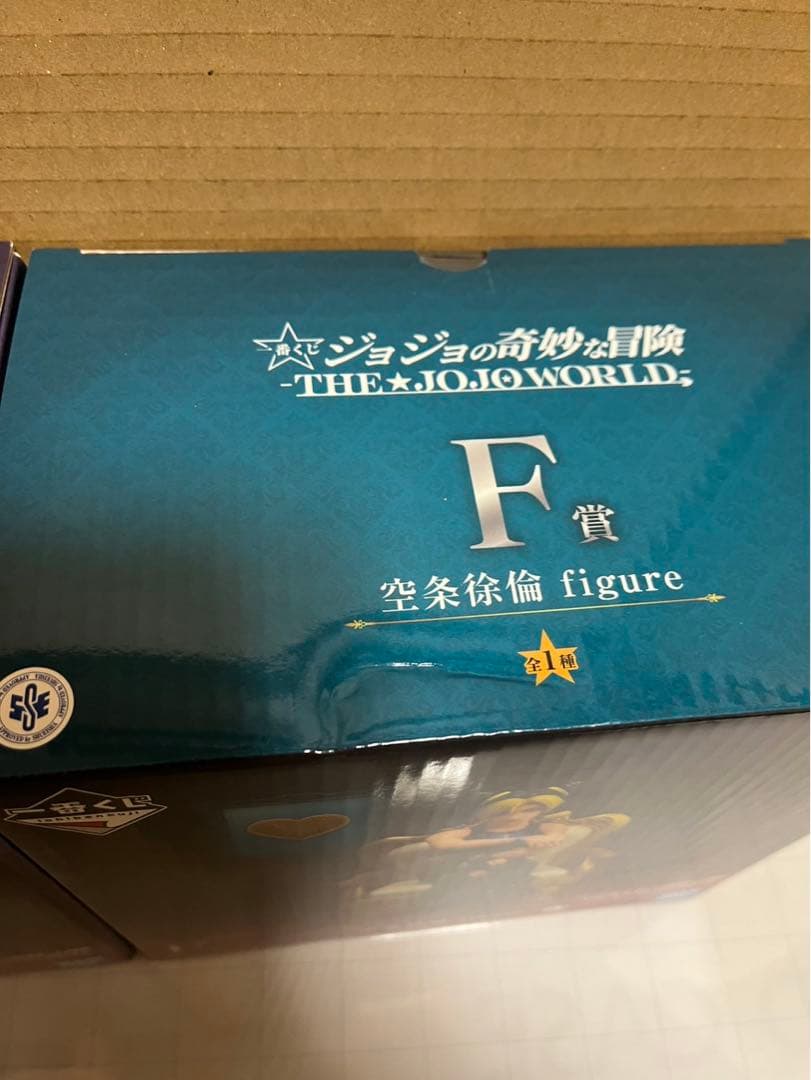 一番くじ ジョジョの奇妙な冒険
-THE★JOJO WORLD-
F賞
空条徐倫 figure
全1種
一番くじ
ichibankuji